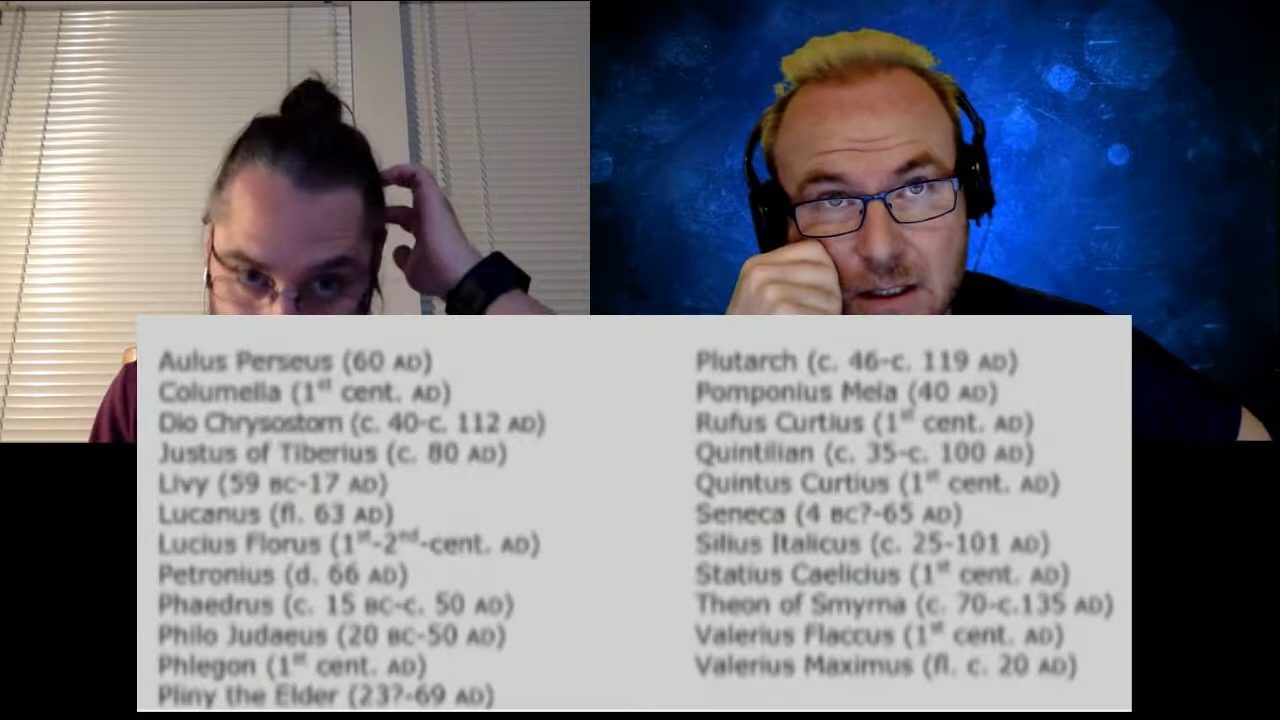 Aulus Perseus (60 AD)
Columella (1st cent. AD)
Dio Chrysostom (c. 40-c. 112 AD)
Justus of Tiberius (c. 80 AD)
Livy (59 BC-17 AD)
Lucanus (fl. 63 AD)
Lucius Florus (1st-2nd-cent. AD)
Petronius (d. 66 AD)
Phaedrus (c. 15 BC-c. 50 AD)
Philo Judaeus (20 BC-50 AD)
Phlegon (1st cent. AD)
Pliny the Elder (23?-69 AD)
Plutarch (c. 46-c. 119 AD)
Pomponius Mela (40 AD)
Rufus Curtius (1st cent. AD)
Quintilian (c. 35-c. 100 AD)
Quintus Curtius (1st cent. AD)
Seneca (4 BC?-65 AD)
Silius Italicus (c. 25-101 AD)
Statius Caelicius (1st cent. AD)
Theon of Smyrna (c. 70-c.135 AD)
Valerius Flaccus (1st cent. AD)
Valerius Maximus (fl. c. 20 AD)